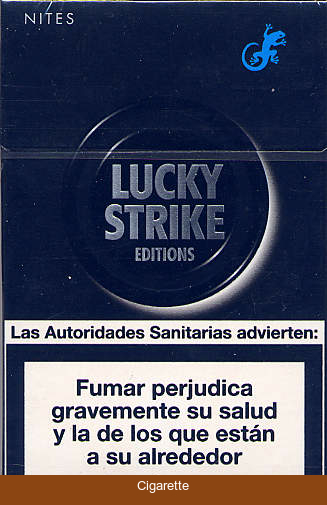 NITES
LUCKY
STRIKE
EDITIONS
Las Autoridades Sanitarias advierten:
Fumar perjudica
gravemente su salud
y la de los que están
a su alrededor
Cigarette